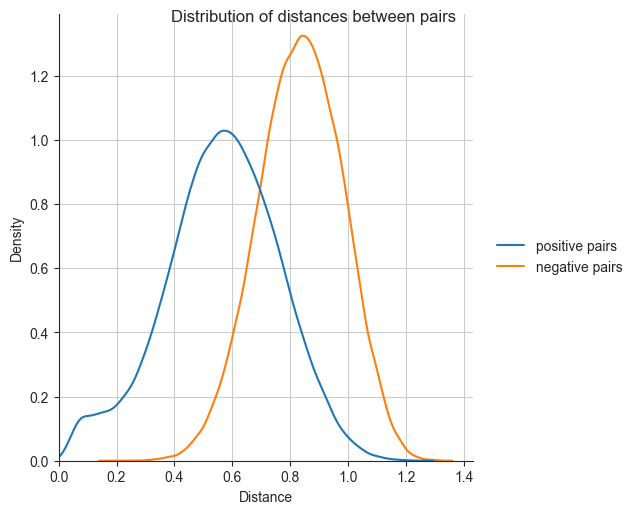 Distribution of distances between pairs
1.2
1.0
0.8
0.6
0.4
0.2
0.0
Density
0.0 0.2 0.4 0.6 0.8 1.0 1.2 1.4
Distance
positive pairs
negative pairs